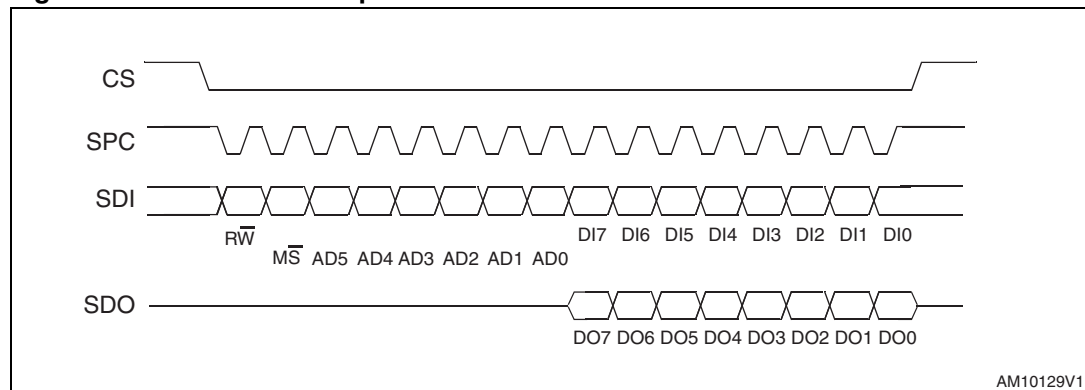 CS
SPC
SDI
RW̅
DI7 DI6 DI5 DI4 DI3 DI2 DI1 DI0
MS̅ AD5 AD4 AD3 AD2 AD1 AD0
SDO
DO7 DO6 DO5 DO4 DO3 DO2 DO1 DO0
AM10129V1